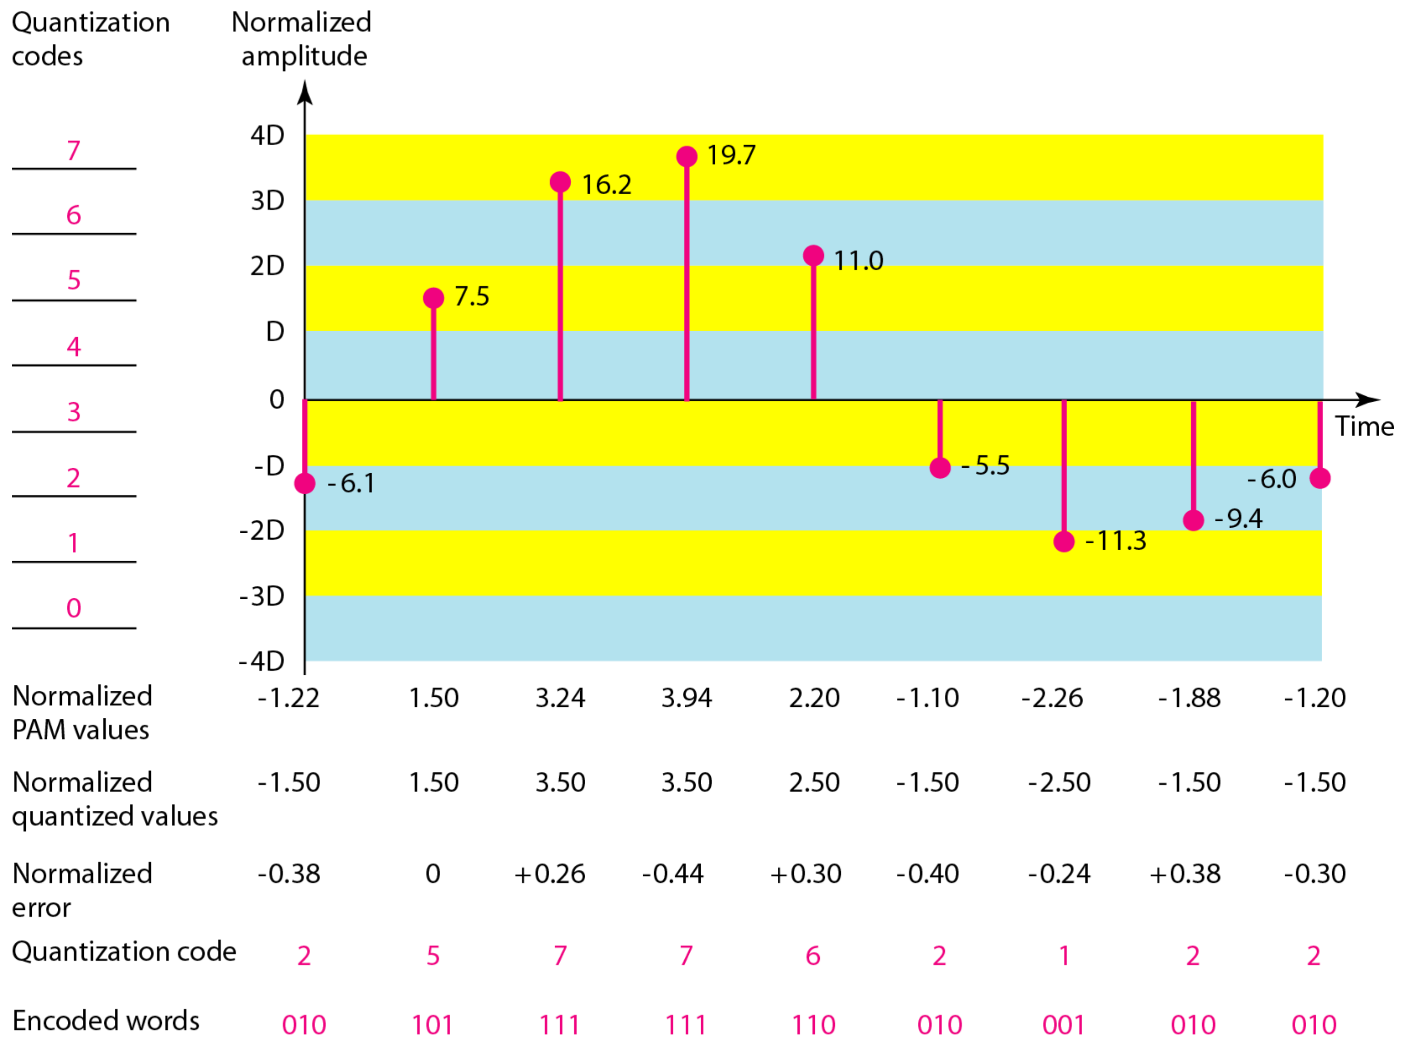 Quantization
codes
Normalized
amplitude
7
6
5
4
3
2
1
0
4D
3D
2D
D
0
-D
-2D
-3D
-4D
-6.1
7.5
16.2
19.7
11.0
-5.5
-11.3
-9.4
-6.0
Time
Normalized
PAM values
-1.22 1.50 3.24 3.94 2.20 -1.10 -2.26 -1.88 -1.20
Normalized
quantized values
-1.50 1.50 3.50 3.50 2.50 -1.50 -2.50 -1.50 -1.50
Normalized
error
-0.38 0 +0.26 -0.44 +0.30 -0.40 -0.24 +0.38 -0.30
Quantization code 2 5 7 7 6 2 1 2 2
Encoded words 010 101 111 111 110 010 001 010 010